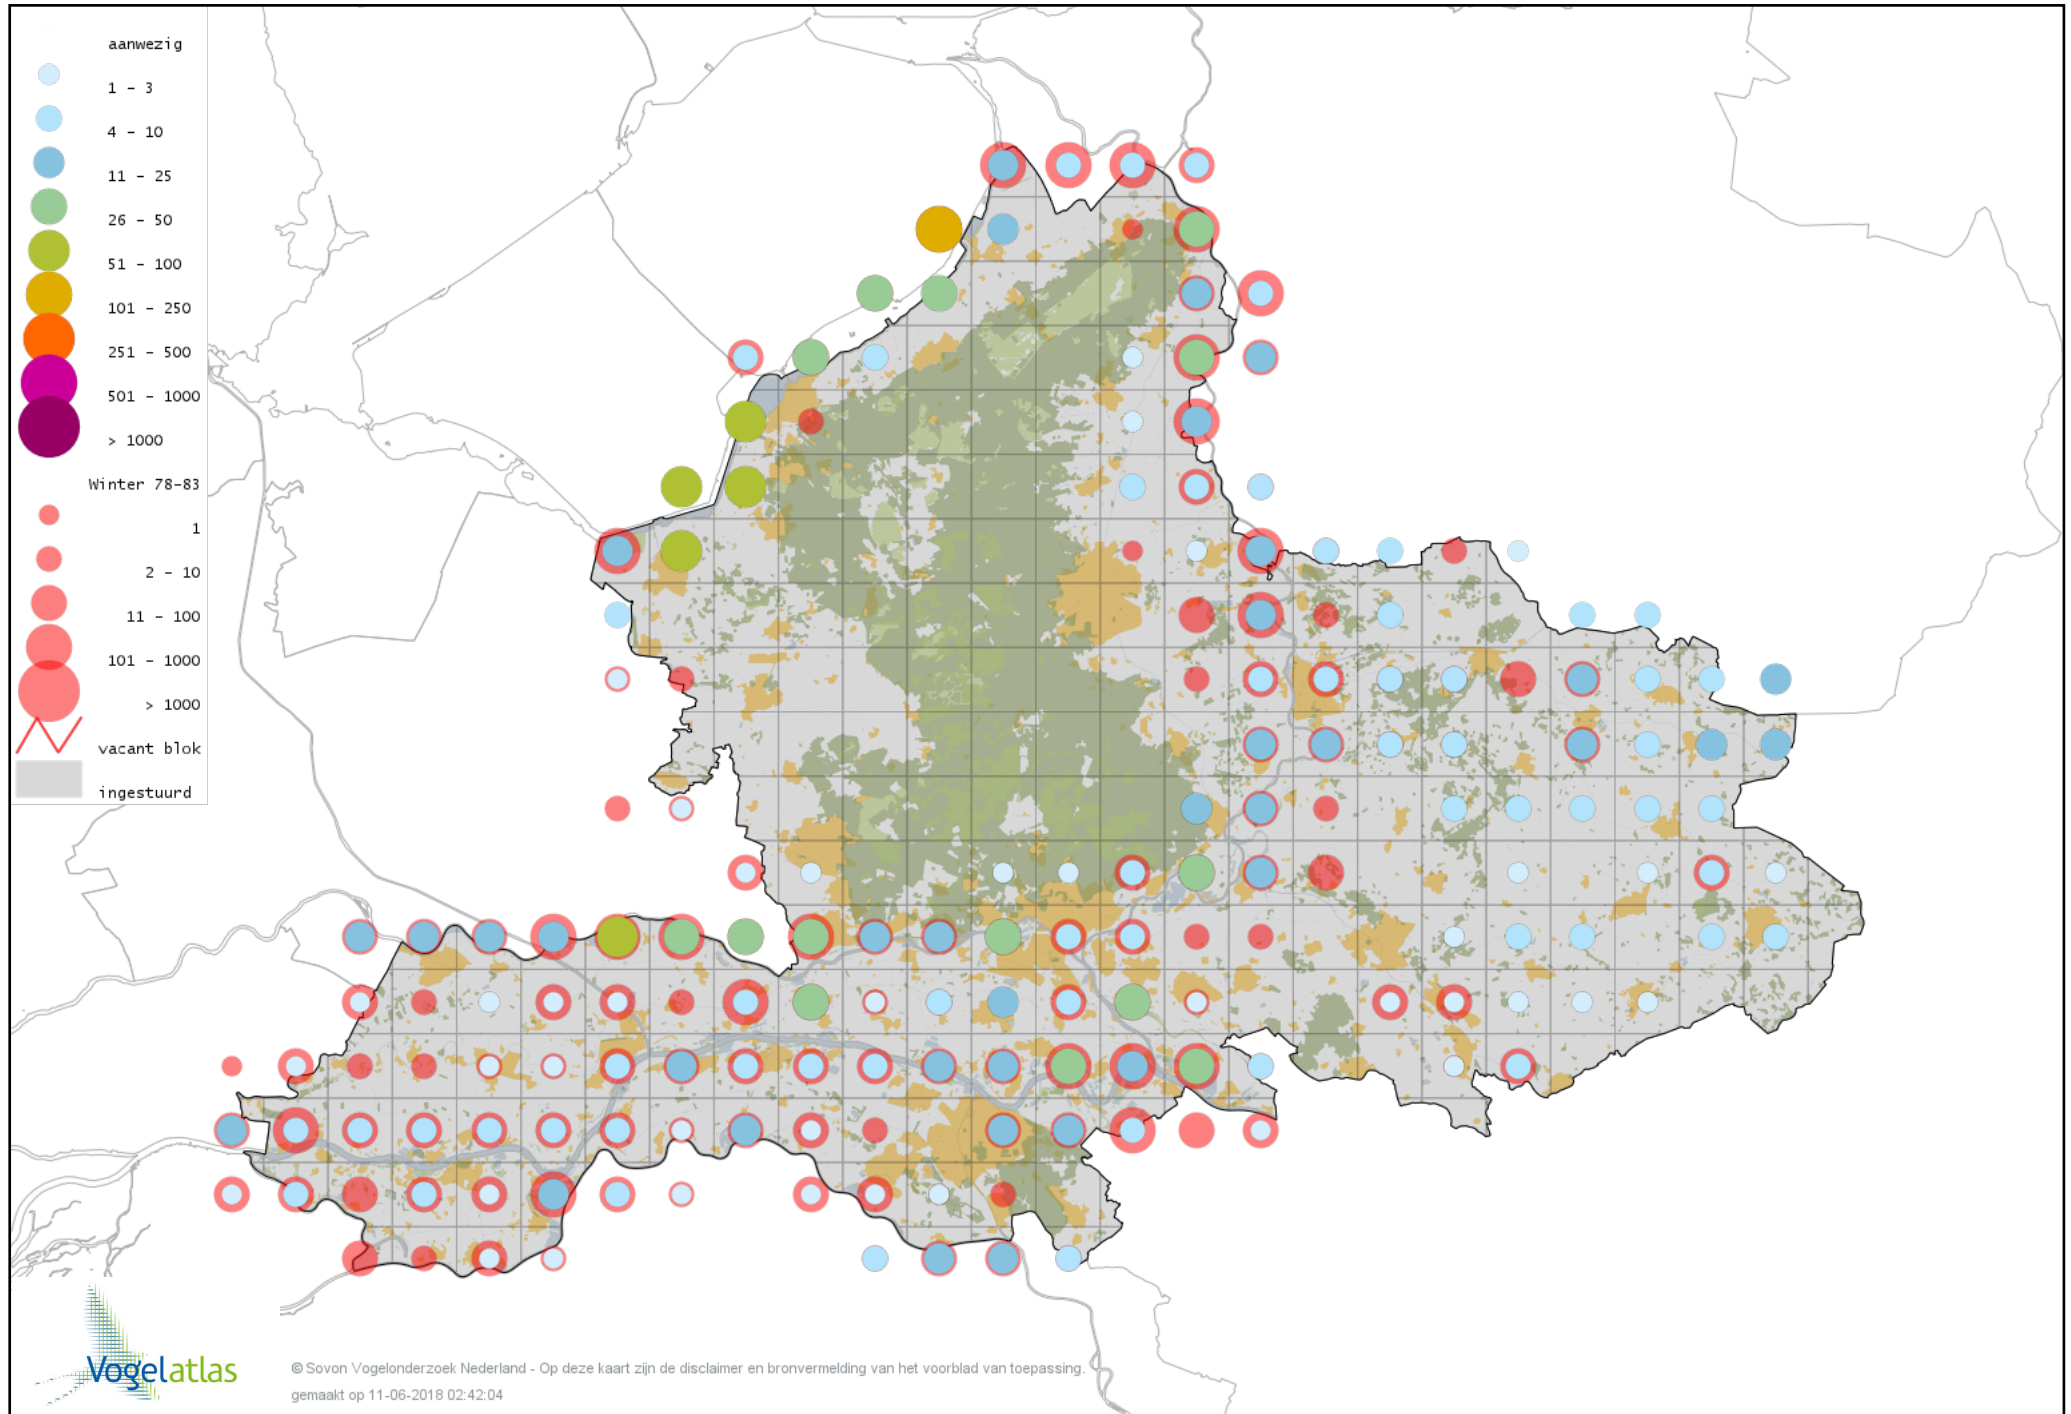 aanwezig
1 - 3
4 - 10
11 - 25
26 - 50
51 - 100
101 - 250
251 - 500
501 - 1000
> 1000
Winter 78-83
1
2 - 10
11 - 100
101 - 1000
> 1000
vacant blok
ingestuurd
Vogelatlas
© Sovon Vogelonderzoek Nederland - Op deze kaart zijn de disclaimer en bronvermelding van het voorblad van toepassing.
gemaakt op 11-06-2018 02:42:04